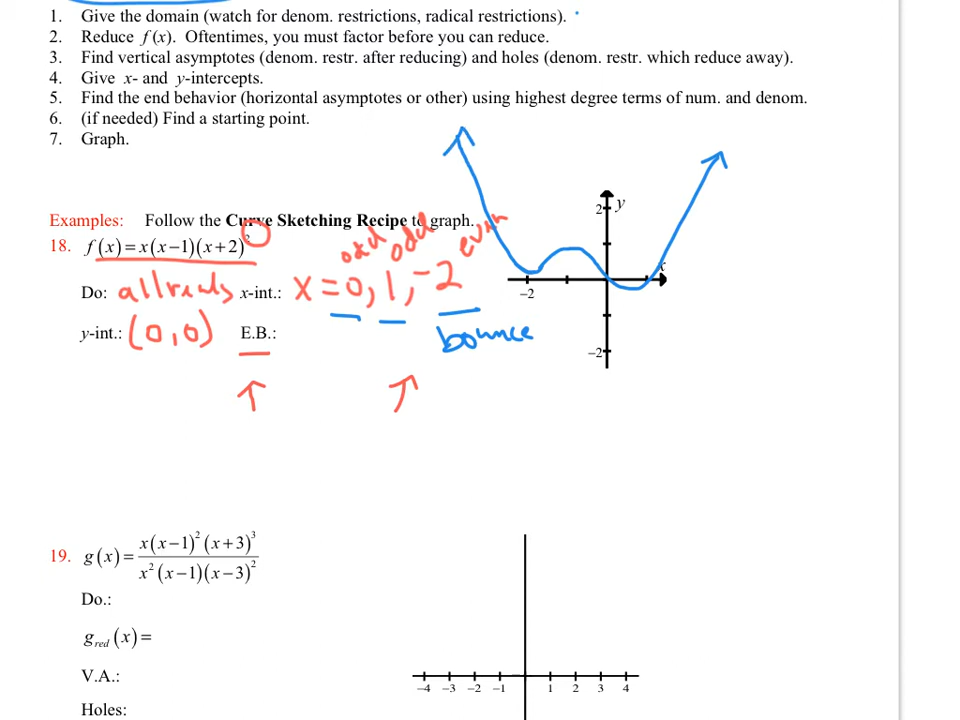 1. Give the domain (watch for denom. restrictions, radical restrictions).
2. Reduce f(x). Oftentimes, you must factor before you can reduce.
3. Find vertical asymptotes (denom. restr. after reducing) and holes (denom. restr. which reduce away).
4. Give x- and y-intercepts.
5. Find the end behavior (horizontal asymptotes or other) using highest degree terms of num. and denom.
6. (if needed) Find a starting point.
7. Graph.
2 y
Examples: Follow the Curve Sketching Recipe to graph.
odd odd even
18. f(x)=x(x−1)(x+2)²
Do: all reals x-int.: x=0,1,-2
x
−2
y-int.: (0,0) E.B.: bounce
−2
19. g(x)=x(x−1)²(x+3)³/x²(x−1)(x−3)²
Do.:
g_red(x)=
V.A.:
−4 −3 −2 −1 1 2 3 4
Holes: